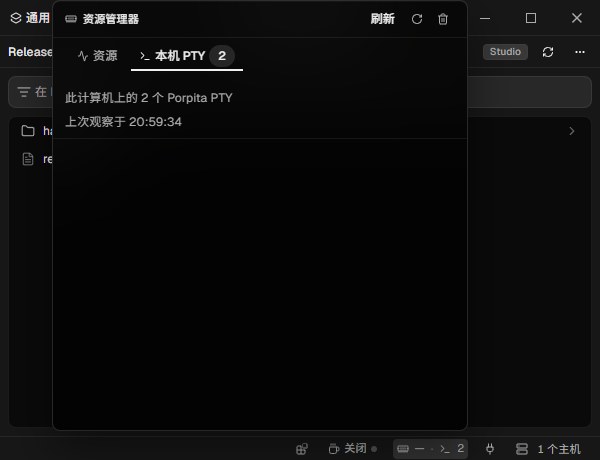 通用
资源管理器
刷新
Release
Studio
资源
本机 PTY 2
在
此计算机上的 2 个 Porpita PTY
上次观察于 20:59:34
ha
re
关闭
2
1 个主机